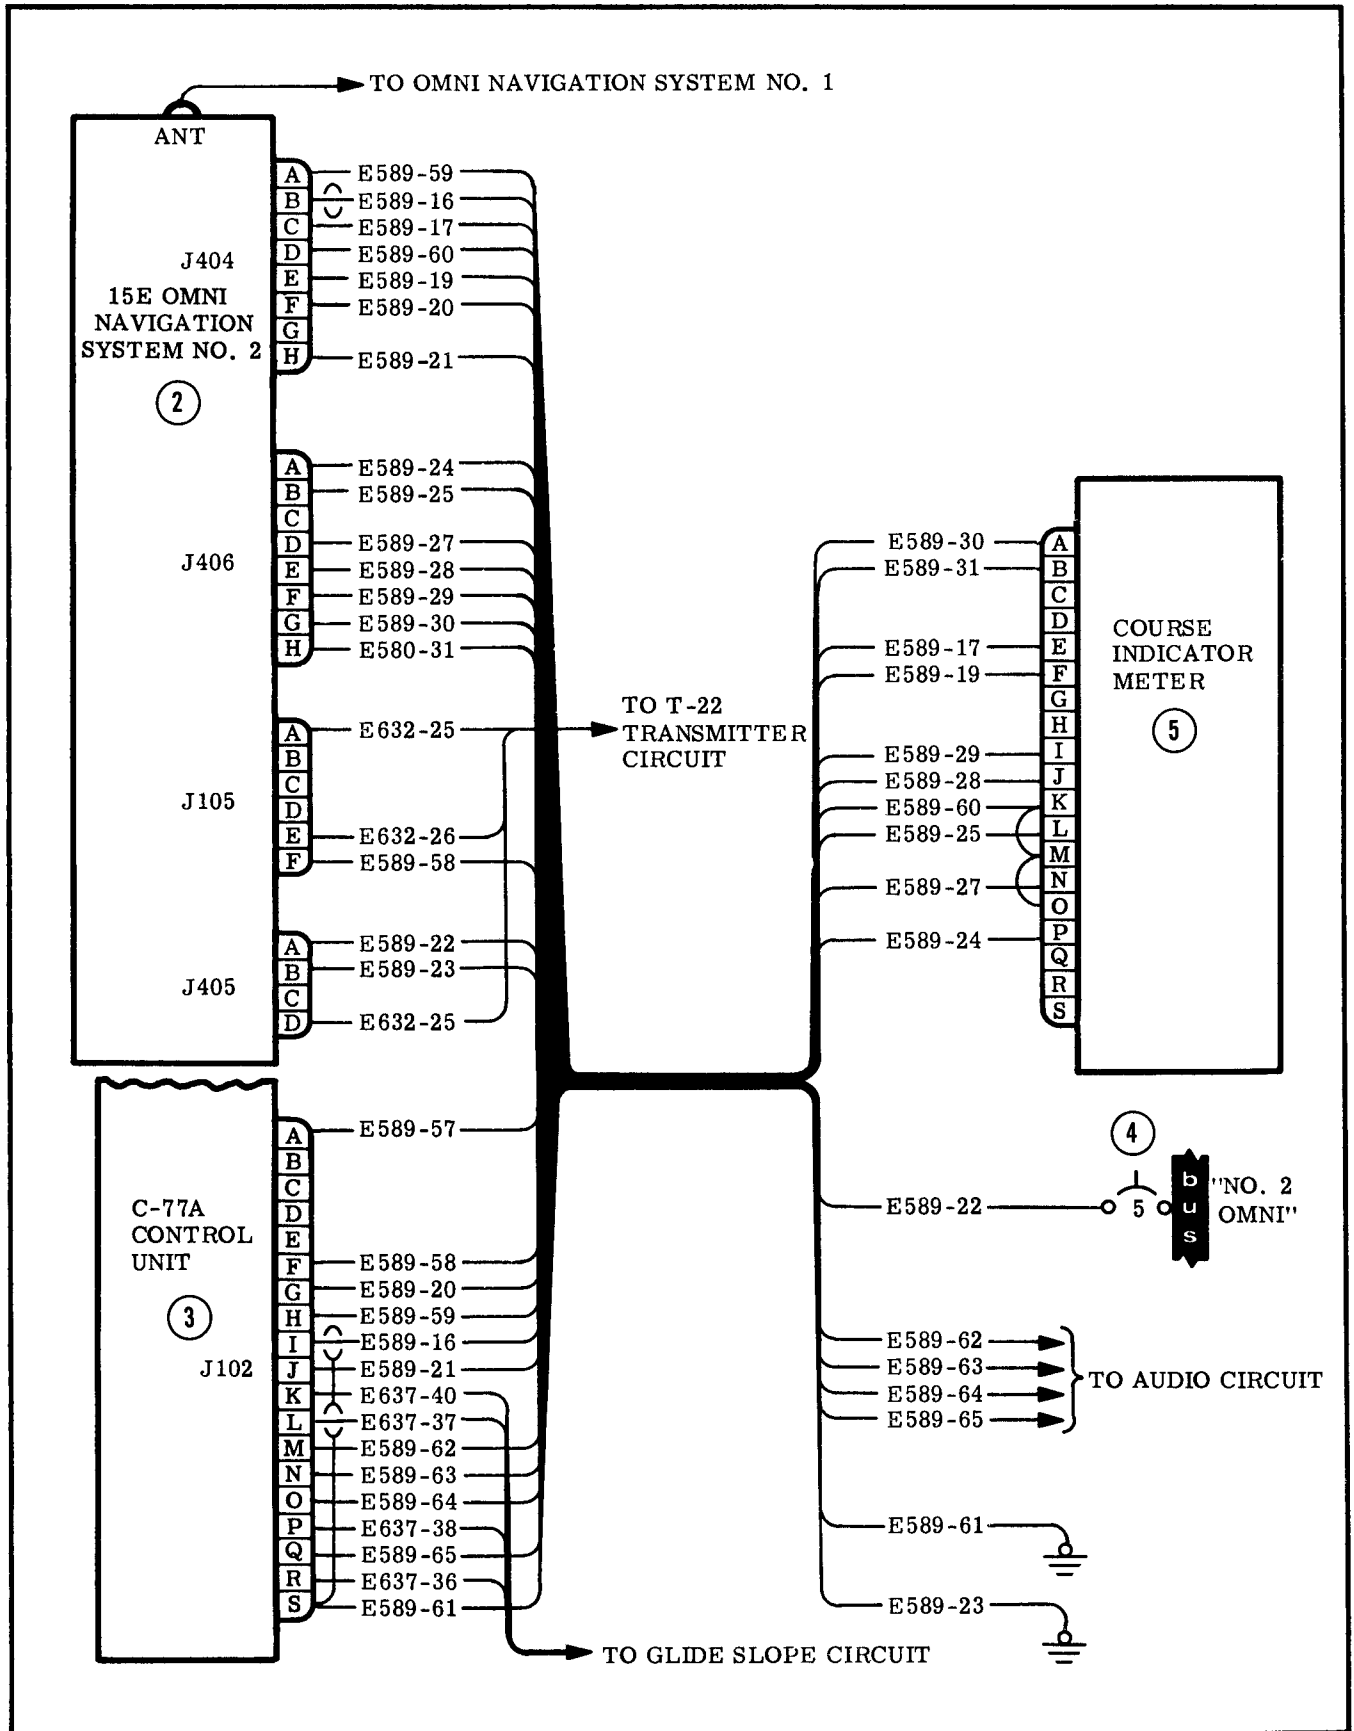 TO OMNI NAVIGATION SYSTEM NO. 1
ANT
J404
15E OMNI
NAVIGATION
SYSTEM NO. 2
2
A E589-59
B E589-16
C E589-17
D E589-60
E E589-19
F E589-20
G
H E589-21
J406
A E589-24
B E589-25
C
D E589-27
E E589-28
F E589-29
G E589-30
H E580-31
J105
A E632-25
B
C
D
E E632-26
F E589-58
J405
A E589-22
B E589-23
C
D E632-25
TO T-22
TRANSMITTER
CIRCUIT
E589-30 A
E589-31 B
C
D
E589-17 E
E589-19 F
G
H
E589-29 I
E589-28 J
E589-60 K
E589-25 L
M
E589-27 N
O
E589-24 P
Q
R
S
COURSE
INDICATOR
METER
5
C-77A
CONTROL
UNIT
3
J102
A E589-57
B
C
D
E
F E589-58
G E589-20
H E589-59
I E589-16
J E589-21
K E637-40
L E637-37
M E589-62
N E589-63
O E589-64
P E637-38
Q E589-65
R E637-36
S E589-61
4
E589-22 5 bus "NO. 2
OMNI"
E589-62
E589-63
E589-64
E589-65
TO AUDIO CIRCUIT
E589-61
E589-23
TO GLIDE SLOPE CIRCUIT